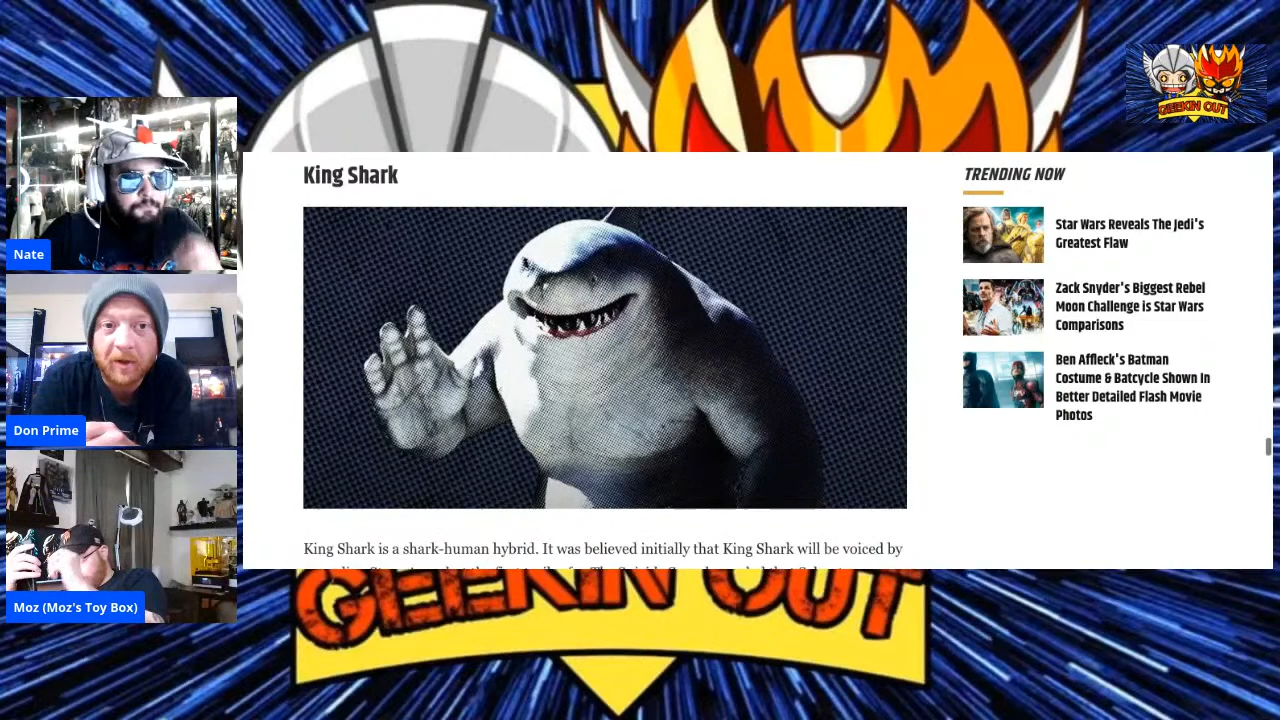 GEEKIN OUT
Nate
Don Prime
Moz (Moz's Toy Box)
King Shark
King Shark is a shark-human hybrid. It was believed initially that King Shark will be voiced by
TRENDING NOW
Star Wars Reveals The Jedi's
Greatest Flaw
Zack Snyder's Biggest Rebel
Moon Challenge is Star Wars
Comparisons
Ben Affleck's Batman
Costume & Batcycle Shown In
Better Detailed Flash Movie
Photos
GEEKIN OUT